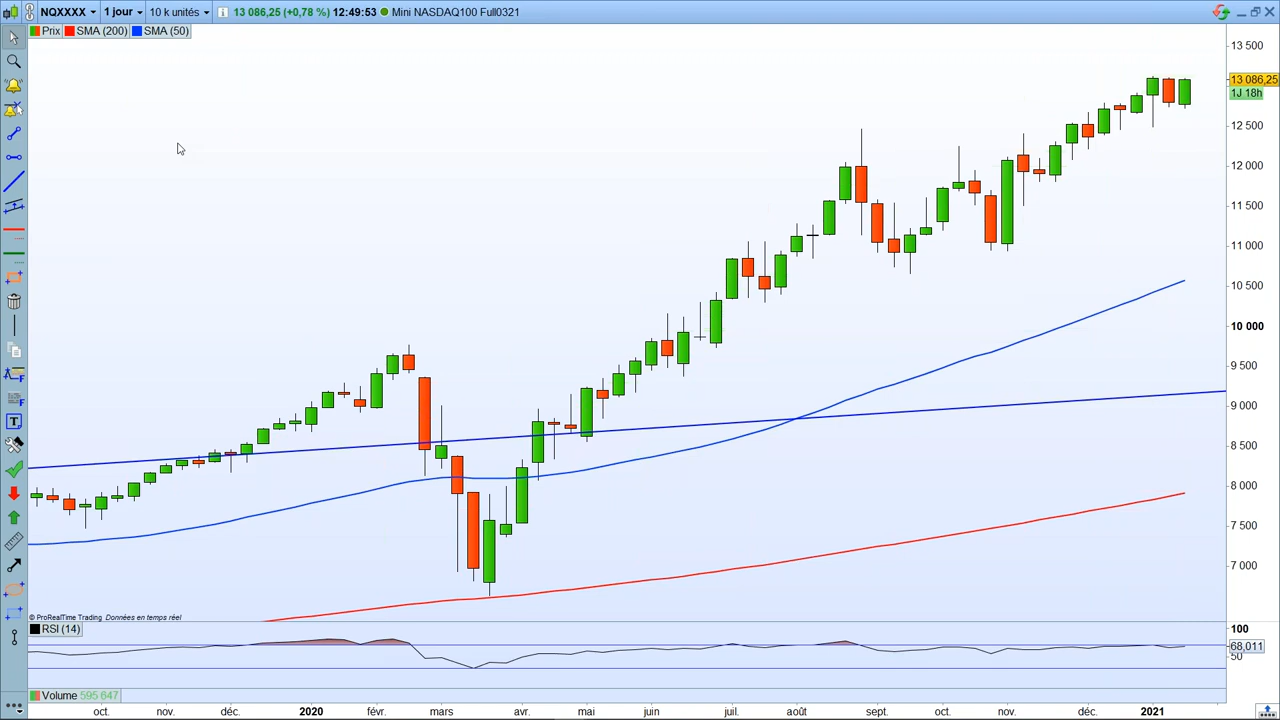 NQXXXX 1 jour 10 k unités 13 086,25 (+0,78 %) 12:49:53 Mini NASDAQ100 Full0321
Prix SMA (200) SMA (50)
13 500
13 086,25
1J 18h
12 500
12 000
11 500
11 000
10 500
10 000
9 500
9 000
8 500
8 000
7 500
7 000
© ProRealTime Trading Données en temps réel
RSI (14)
100
68,011
50
Volume 595 647
oct. nov. déc. 2020 févr. mars avr. mai juin juil. août sept. oct. nov. déc. 2021